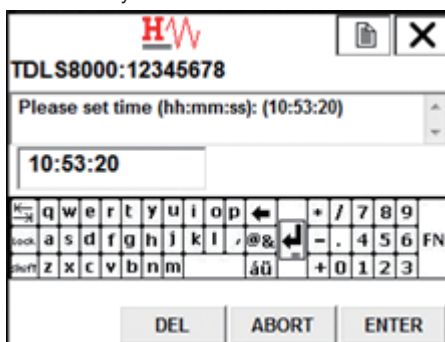 H
TDLS8000:12345678
Please set time (hh:mm:ss): (10:53:20)
10:53:20
q w e r t y u i o p * / 7 8 9
Lock a s d f g h j k l , @& - . 4 5 6 FN
Shift z x c v b n m áü + 0 1 2 3
DEL ABORT ENTER